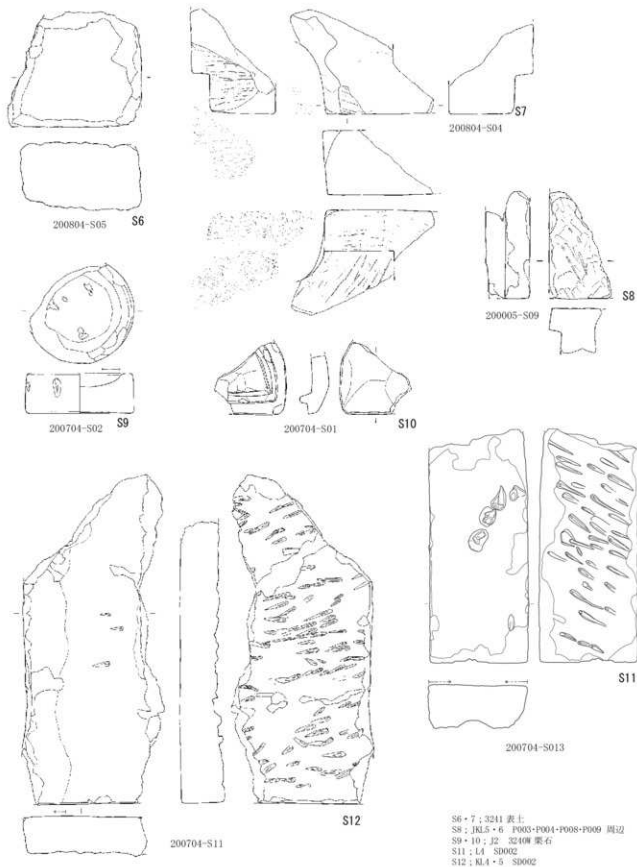 S6
200804-S05
S7
200804-S04
S8
200005-S09
S9
200704-S02
S10
200704-S01
S11
200704-S013
S12
200704-S11
S6・7；3241 表土
S8；JKL5・6 P003・P004・P008・P009 周辺
S9・10；J2 3240W 栗石
S11；L4 SD002
S12；KL4・5 SD002